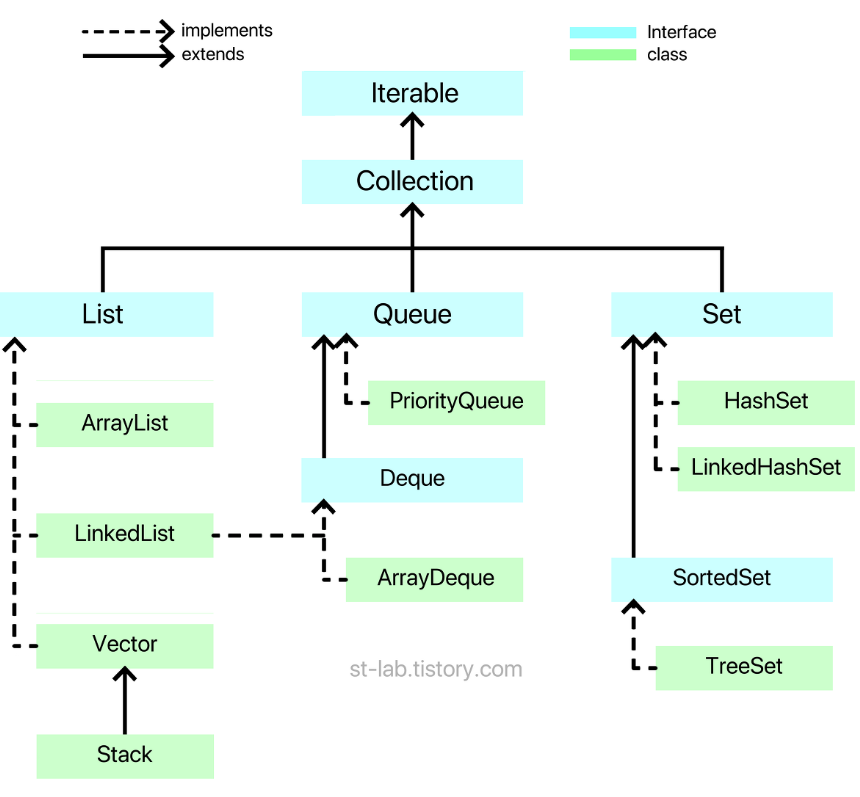 implements
extends
Interface
class
Iterable
Collection
List
Queue
Set
ArrayList
PriorityQueue
HashSet
LinkedHashSet
Deque
LinkedList
ArrayDeque
SortedSet
Vector
st-lab.tistory.com
TreeSet
Stack